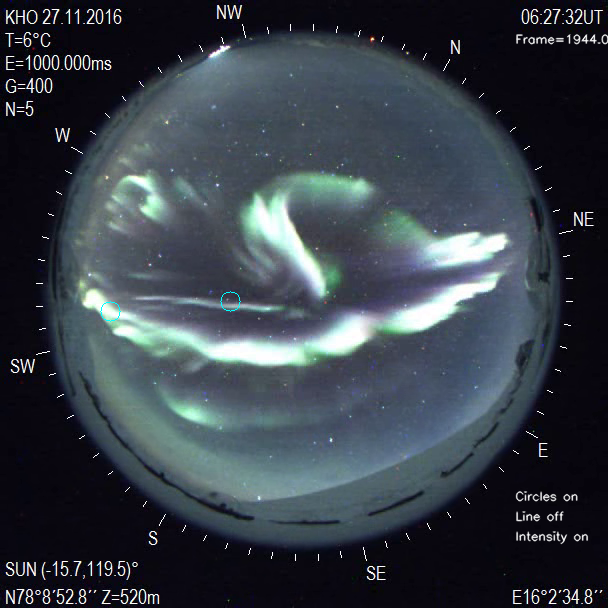 KHO 27.11.2016
T=6°C
E=1000.000ms
G=400
N=5
06:27:32UT
Frame=1944.0
NW
N
W
NE
SW
E
S
SE
Circles on
Line off
Intensity on
SUN (-15.7,119.5)°
N78°8'52.8'' Z=520m
E16°2'34.8''